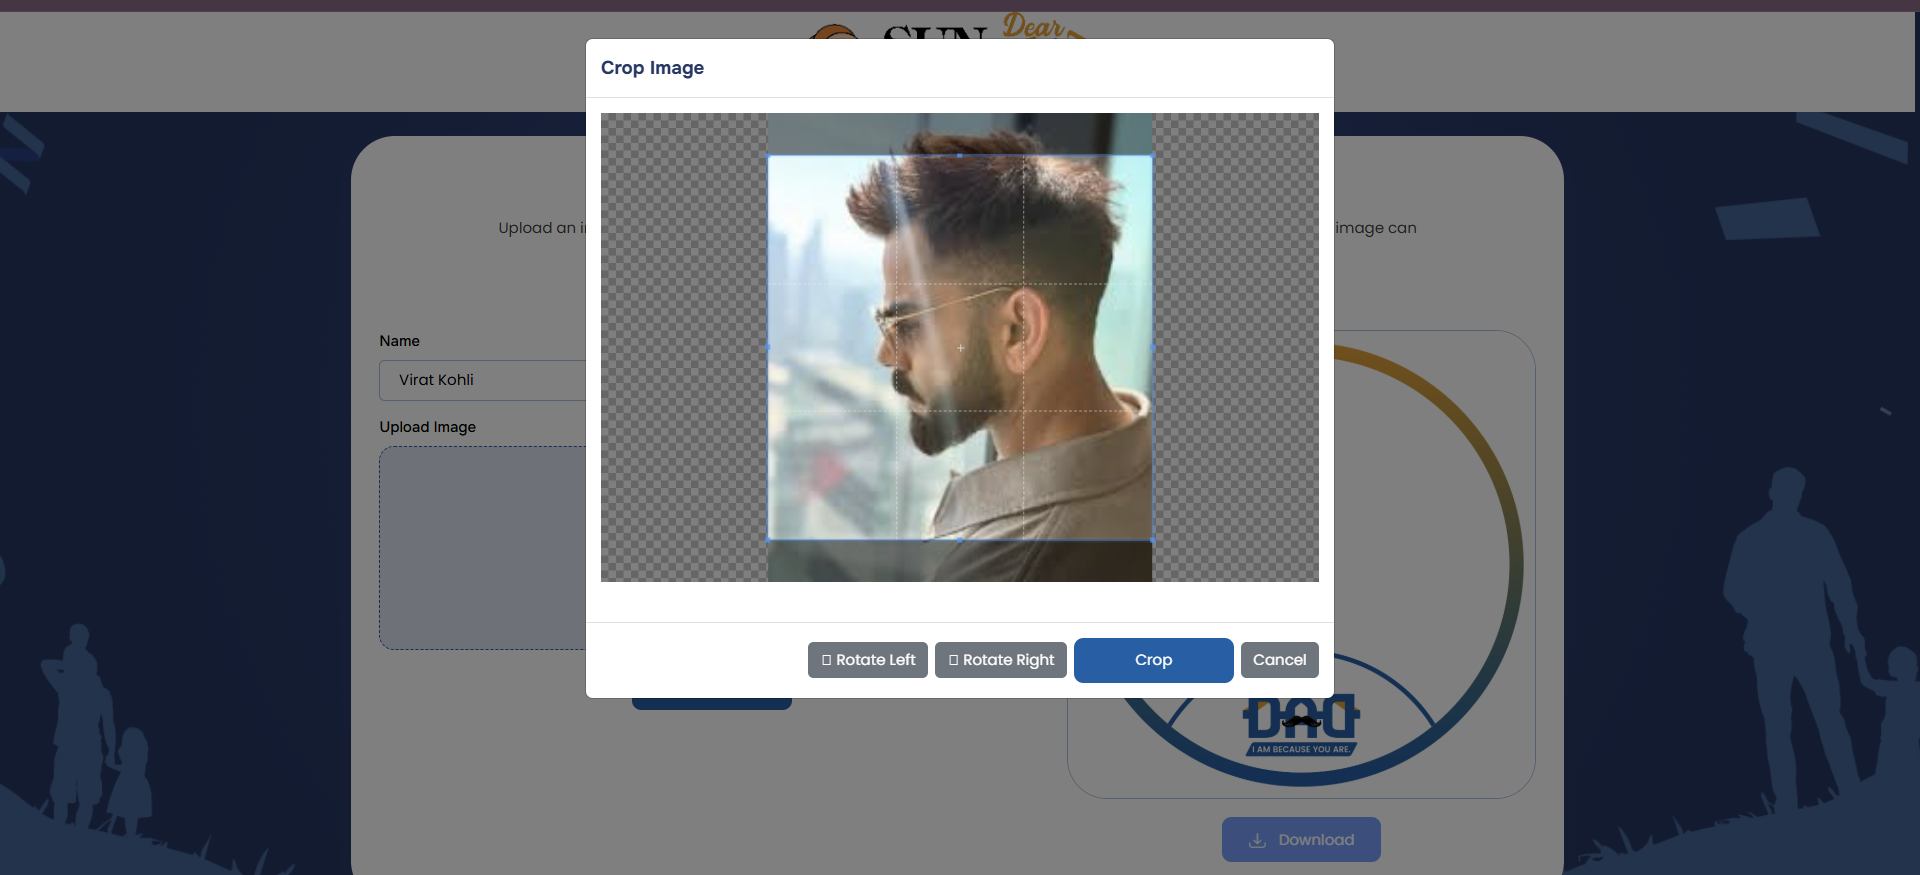 SUN
Dear
Crop Image
Upload an i
image can
Name
Virat Kohli
Upload Image
Rotate Left
Rotate Right
Crop
Cancel
DAD
I AM BECAUSE YOU ARE.
Download